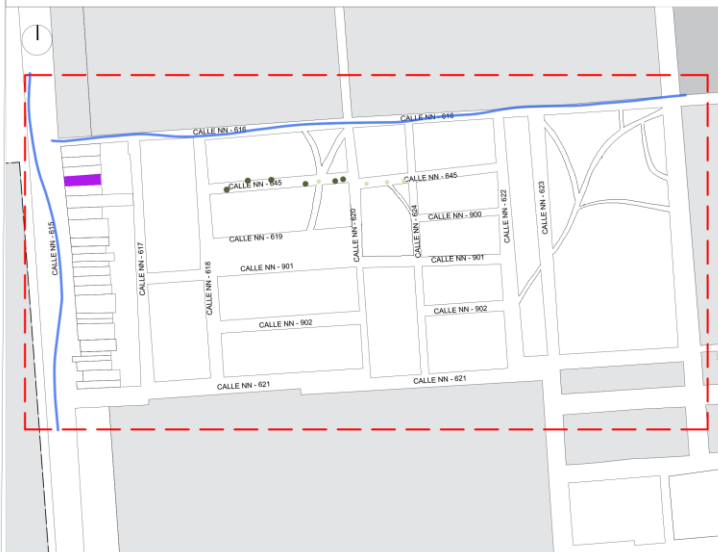 CALLE NN - 616
CALLE NN - 616
CALLE NN - 645
CALLE NN - 645
CALLE NN - 615
CALLE NN - 617
CALLE NN - 618
CALLE NN - 619
CALLE NN - 620
CALLE NN - 624
CALLE NN - 622
CALLE NN - 623
CALLE NN - 900
CALLE NN - 901
CALLE NN - 901
CALLE NN - 902
CALLE NN - 902
CALLE NN - 621
CALLE NN - 621